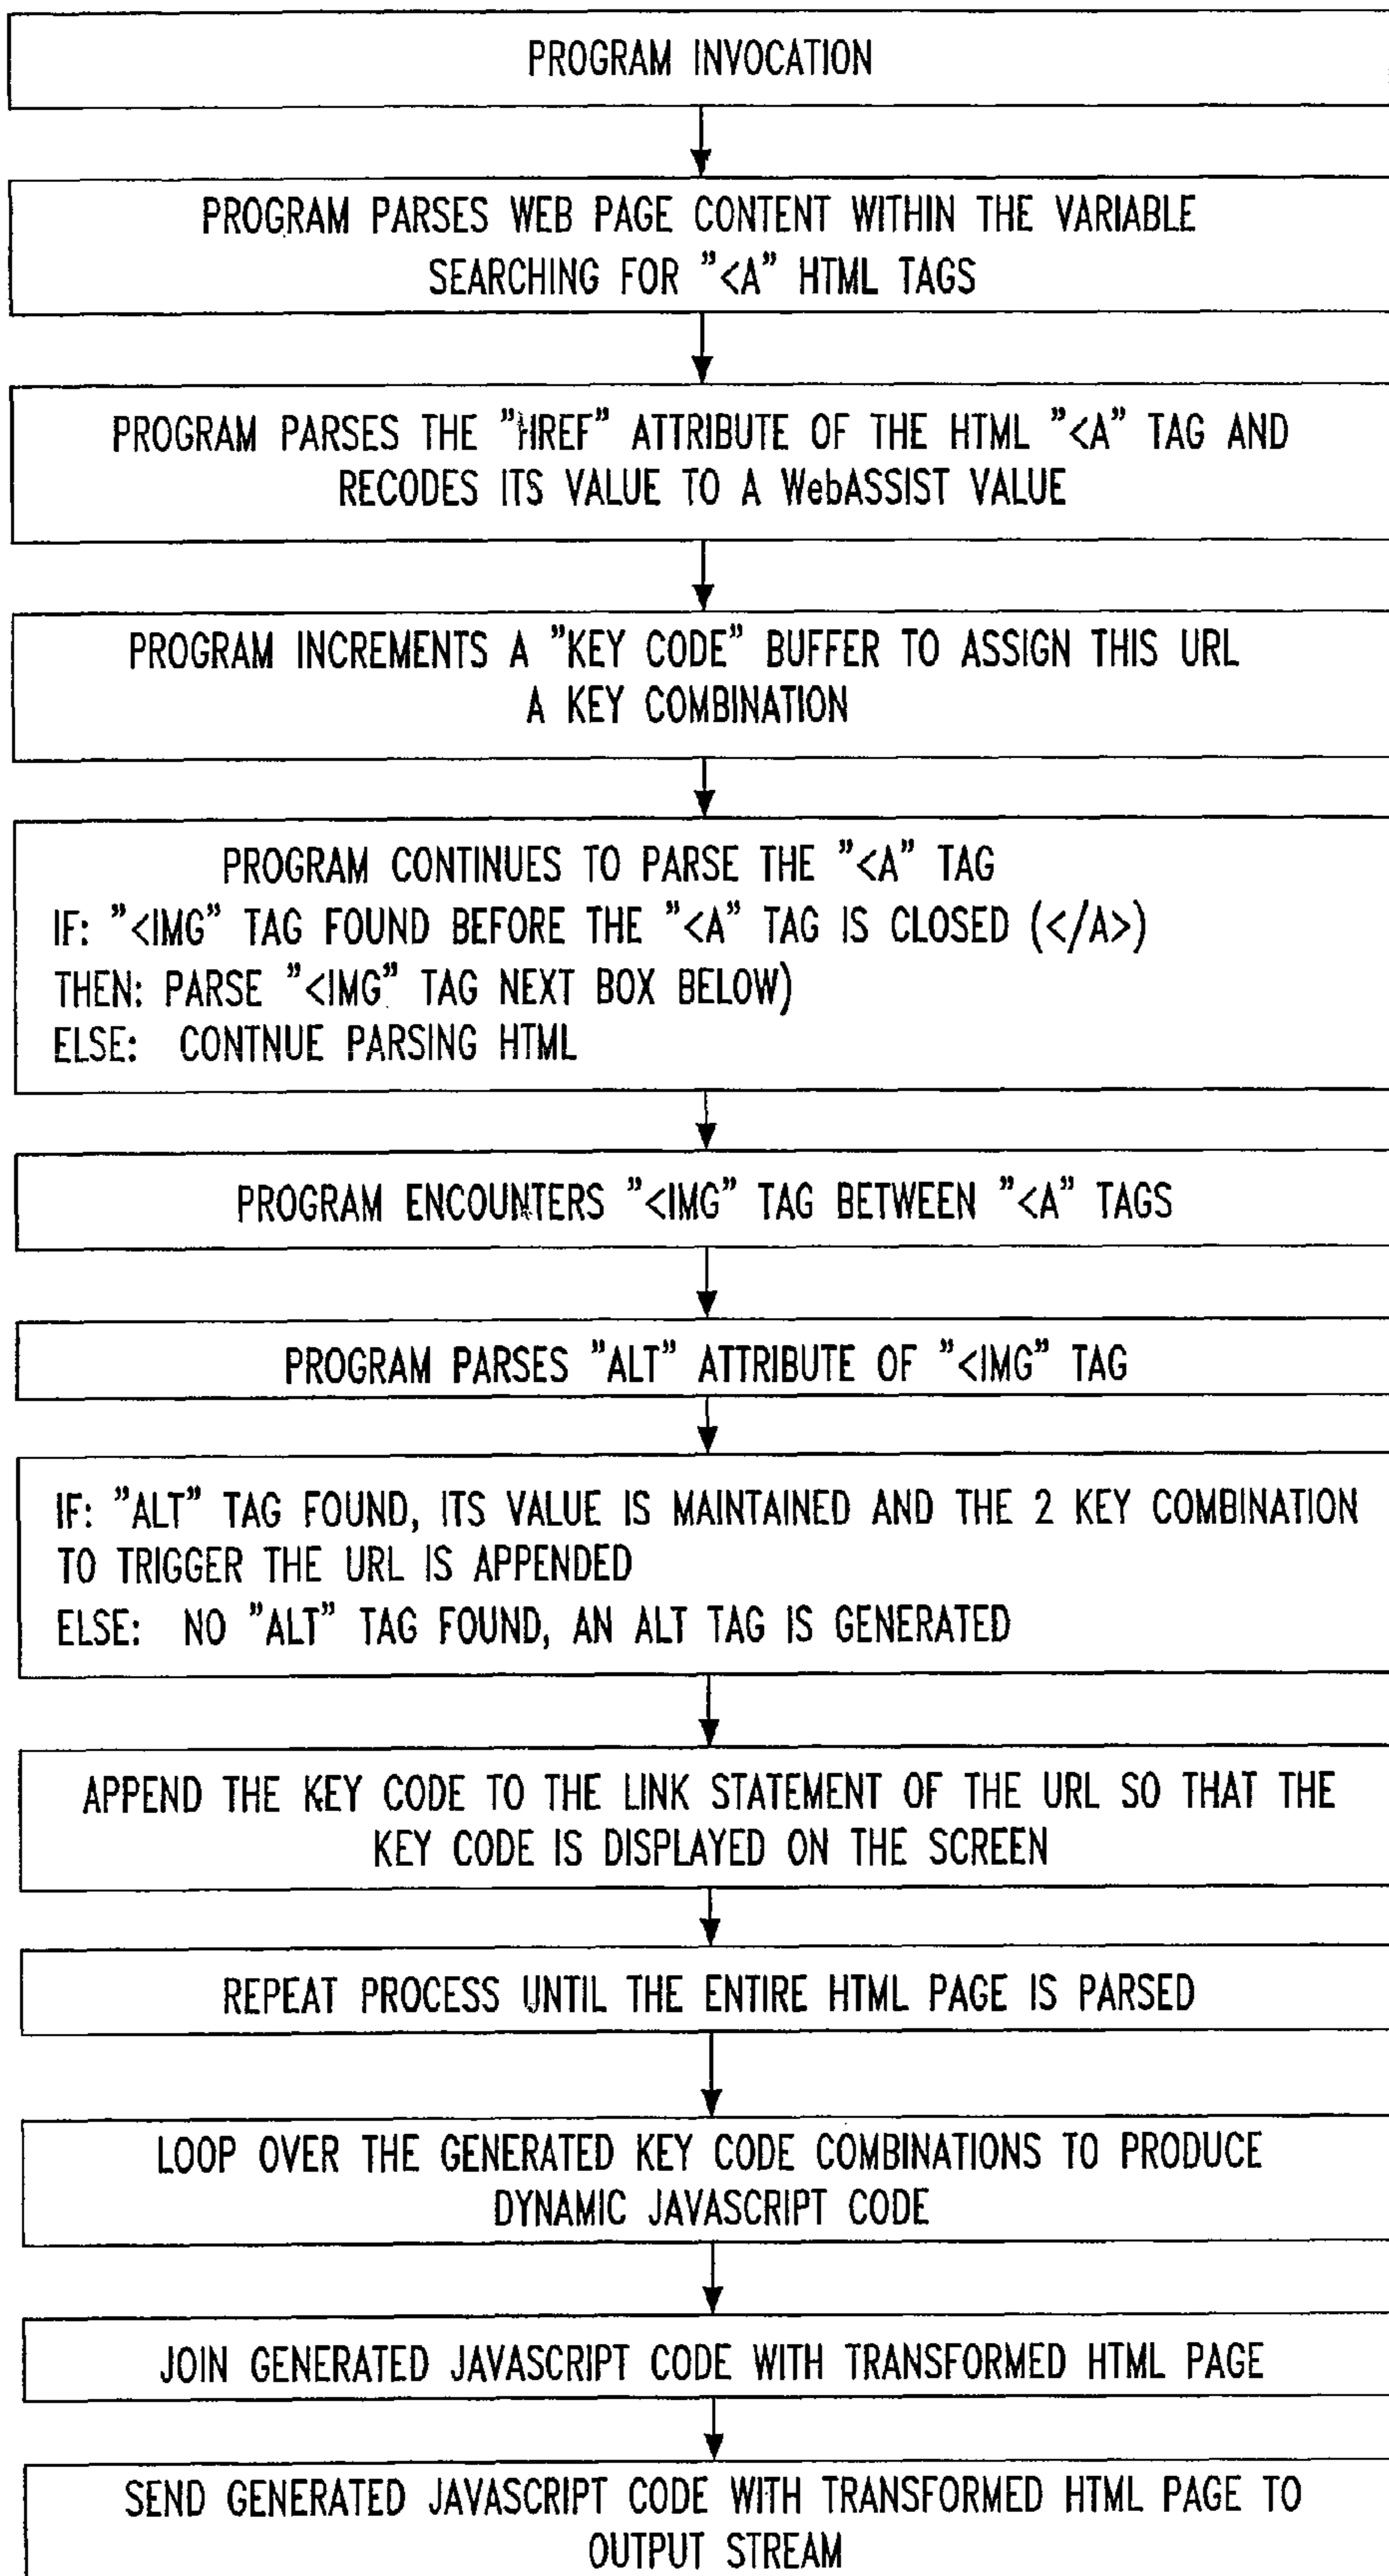 PROGRAM INVOCATION
PROGRAM PARSES WEB PAGE CONTENT WITHIN THE VARIABLE
SEARCHING FOR "<A" HTML TAGS
PROGRAM PARSES THE "HREF" ATTRIBUTE OF THE HTML "<A" TAG AND
RECODES ITS VALUE TO A WebASSIST VALUE
PROGRAM INCREMENTS A "KEY CODE" BUFFER TO ASSIGN THIS URL
A KEY COMBINATION
PROGRAM CONTINUES TO PARSE THE "<A" TAG
IF: "<IMG" TAG FOUND BEFORE THE "<A" TAG IS CLOSED (</A>)
THEN: PARSE "<IMG" TAG NEXT BOX BELOW)
ELSE: CONTNUE PARSING HTML
PROGRAM ENCOUNTERS "<IMG" TAG BETWEEN "<A" TAGS
PROGRAM PARSES "ALT" ATTRIBUTE OF "<IMG" TAG
IF: "ALT" TAG FOUND, ITS VALUE IS MAINTAINED AND THE 2 KEY COMBINATION
TO TRIGGER THE URL IS APPENDED
ELSE: NO "ALT" TAG FOUND, AN ALT TAG IS GENERATED
APPEND THE KEY CODE TO THE LINK STATEMENT OF THE URL SO THAT THE
KEY CODE IS DISPLAYED ON THE SCREEN
REPEAT PROCESS UNTIL THE ENTIRE HTML PAGE IS PARSED
LOOP OVER THE GENERATED KEY CODE COMBINATIONS TO PRODUCE
DYNAMIC JAVASCRIPT CODE
JOIN GENERATED JAVASCRIPT CODE WITH TRANSFORMED HTML PAGE
SEND GENERATED JAVASCRIPT CODE WITH TRANSFORMED HTML PAGE TO
OUTPUT STREAM